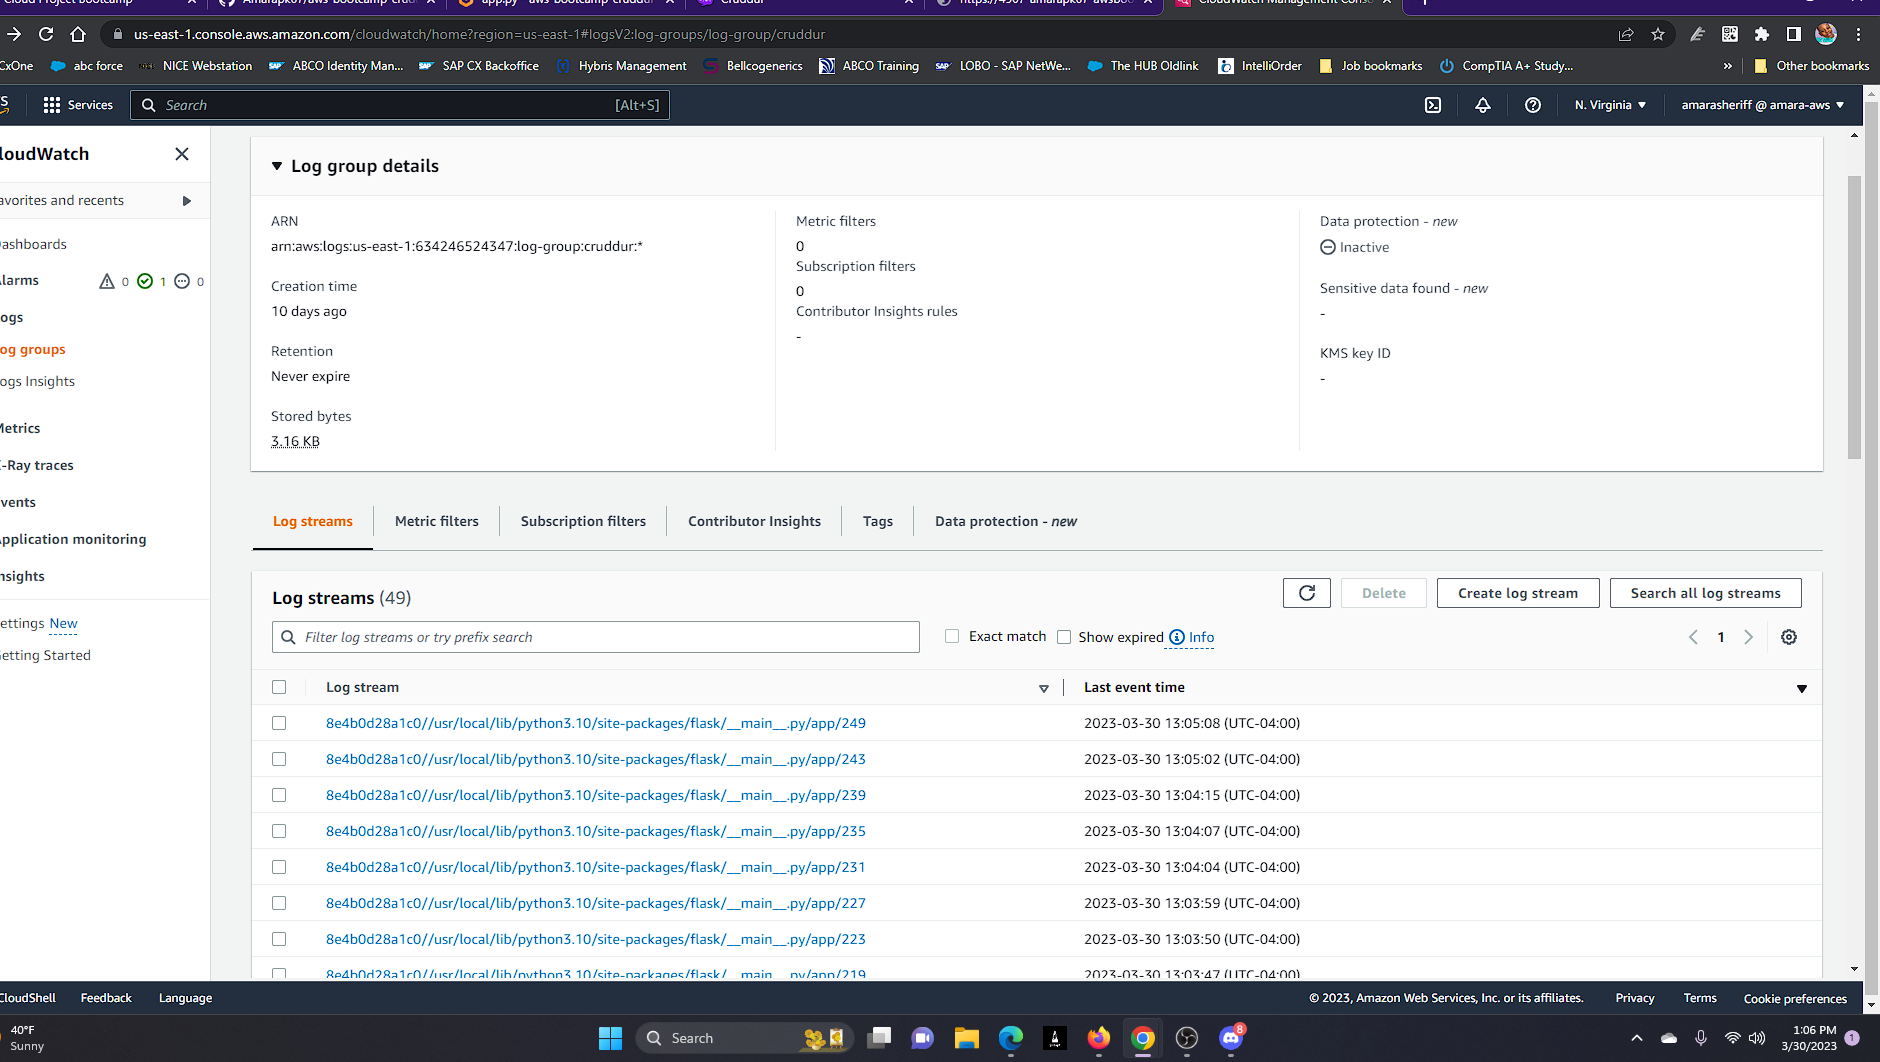 Cloud Project Bootcamp
Amarapk07/aws-bootcamp-crudd
app.py - aws-bootcamp-cruddur
Cruddur
https://4567-amarapk07-awsboo
CloudWatch Management Conso
us-east-1.console.aws.amazon.com/cloudwatch/home?region=us-east-1#logsV2:log-groups/log-group/cruddur
CxOne
abc force
NICE Webstation
ABCO Identity Man...
SAP CX Backoffice
Hybris Management
Bellcogenerics
ABCO Training
LOBO - SAP NetWe...
The HUB Oldlink
IntelliOrder
Job bookmarks
CompTIA A+ Study...
»
Other bookmarks
Services
Search
[Alt+S]
N. Virginia
amarasheriff @ amara-aws
loudWatch
avorites and recents
ashboards
larms
0
1
0
ogs
og groups
ogs Insights
Metrics
-Ray traces
vents
pplication monitoring
nsights
ettings New
etting Started
Log group details
ARN
arn:aws:logs:us-east-1:634246524347:log-group:cruddur:*
Creation time
10 days ago
Retention
Never expire
Stored bytes
3.16 KB
Metric filters
0
Subscription filters
0
Contributor Insights rules
-
Data protection - new
Inactive
Sensitive data found - new
-
KMS key ID
-
Log streams
Metric filters
Subscription filters
Contributor Insights
Tags
Data protection - new
Log streams (49)
Delete
Create log stream
Search all log streams
Filter log streams or try prefix search
Exact match
Show expired
Info
1
Log stream
Last event time
8e4b0d28a1c0//usr/local/lib/python3.10/site-packages/flask/__main__.py/app/249
2023-03-30 13:05:08 (UTC-04:00)
8e4b0d28a1c0//usr/local/lib/python3.10/site-packages/flask/__main__.py/app/243
2023-03-30 13:05:02 (UTC-04:00)
8e4b0d28a1c0//usr/local/lib/python3.10/site-packages/flask/__main__.py/app/239
2023-03-30 13:04:15 (UTC-04:00)
8e4b0d28a1c0//usr/local/lib/python3.10/site-packages/flask/__main__.py/app/235
2023-03-30 13:04:07 (UTC-04:00)
8e4b0d28a1c0//usr/local/lib/python3.10/site-packages/flask/__main__.py/app/231
2023-03-30 13:04:04 (UTC-04:00)
8e4b0d28a1c0//usr/local/lib/python3.10/site-packages/flask/__main__.py/app/227
2023-03-30 13:03:59 (UTC-04:00)
8e4b0d28a1c0//usr/local/lib/python3.10/site-packages/flask/__main__.py/app/223
2023-03-30 13:03:50 (UTC-04:00)
8e4b0d28a1c0//usr/local/lib/python3.10/site-packages/flask/__main__.py/app/219
2023-03-30 13:03:47 (UTC-04:00)
CloudShell
Feedback
Language
© 2023, Amazon Web Services, Inc. or its affiliates.
Privacy
Terms
Cookie preferences
40°F
Sunny
Search
8
1:06 PM
3/30/2023
1